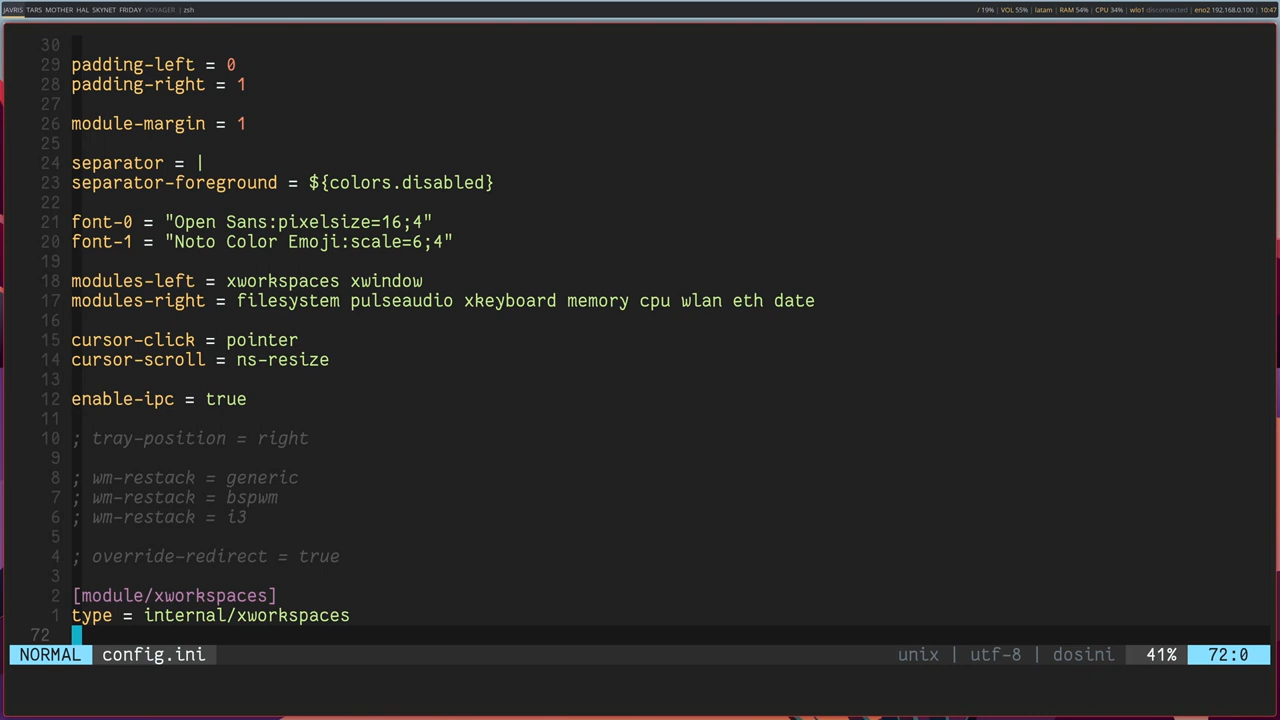 JAVRIS TARS MOTHER HAL SKYNET FRIDAY VOYAGER | zsh
/ 19% | VOL 55% | latam | RAM 54% | CPU 34% | wlo1 disconnected | eno2 192.168.0.100 | 10:47
30
29 padding-left = 0
28 padding-right = 1
27
26 module-margin = 1
25
24 separator = |
23 separator-foreground = ${colors.disabled}
22
21 font-0 = "Open Sans:pixelsize=16;4"
20 font-1 = "Noto Color Emoji:scale=6;4"
19
18 modules-left = xworkspaces xwindow
17 modules-right = filesystem pulseaudio xkeyboard memory cpu wlan eth date
16
15 cursor-click = pointer
14 cursor-scroll = ns-resize
13
12 enable-ipc = true
11
10 ; tray-position = right
9
8 ; wm-restack = generic
7 ; wm-restack = bspwm
6 ; wm-restack = i3
5
4 ; override-redirect = true
3
2 [module/xworkspaces]
1 type = internal/xworkspaces
72
NORMAL config.ini unix | utf-8 | dosini 41% 72:0